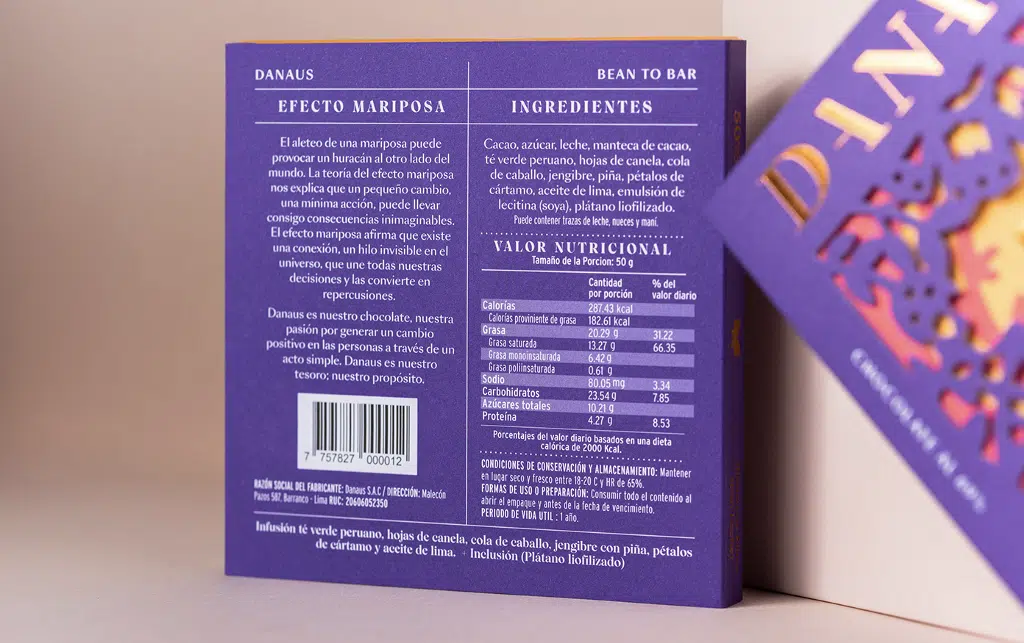 DANAUS
BEAN TO BAR
EFECTO MARIPOSA
El aleteo de una mariposa puede
provocar un huracán al otro lado del
mundo. La teoría del efecto mariposa
nos explica que un pequeño cambio,
una mínima acción, puede llevar
consigo consecuencias inimaginables.
El efecto mariposa afirma que existe
una conexión, un hilo invisible en el
universo, que une todas nuestras
decisiones y las convierte en
repercusiones.
Danaus es nuestro chocolate, nuestra
pasión por generar un cambio
positivo en las personas a través de un
acto simple. Danaus es nuestro
tesoro; nuestro propósito.
7 757827 000012
RAZÓN SOCIAL DEL FABRICANTE: Danaus S.A.C / DIRECCIÓN: Malecón
Pazos 507, Barranco - Lima RUC: 20606052350
INGREDIENTES
Cacao, azúcar, leche, manteca de cacao,
té verde peruano, hojas de canela, cola
de caballo, jengibre, piña, pétalos de
cártamo, aceite de lima, emulsión de
lecitina (soya), plátano liofilizado.
Puede contener trazas de leche, nueces y maní.
VALOR NUTRICIONAL
Tamaño de la Porcion: 50 g
Cantidad por porción % del valor diario
Calorías 287.43 kcal
Calorías proviniente de grasa 182.61 kcal
Grasa 20.29 g 31.22
Grasa saturada 13.27 g 66.35
Grasa monoinsaturada 6.42 g
Grasa poliinsaturada 0.61 g
Sodio 80.05 mg 3.34
Carbohidratos 23.54 g 7.85
Azúcares totales 10.21 g
Proteína 4.27 g 8.53
Porcentajes del valor diario basados en una dieta
calórica de 2000 Kcal.
CONDICIONES DE CONSERVACIÓN Y ALMACENAMIENTO: Mantener
en lugar seco y fresco entre 18-20 C y HR de 65%.
FORMAS DE USO O PREPARACIÓN: Consumir todo el contenido al
abrir el empaque y antes de la fecha de vencimiento.
PERIODO DE VIDA UTIL : 1 año.
Infusión té verde peruano, hojas de canela, cola de caballo, jengibre con piña, pétalos
de cártamo y aceite de lima. + Inclusión (Plátano liofilizado)
DANA
CHOCOLATE AL